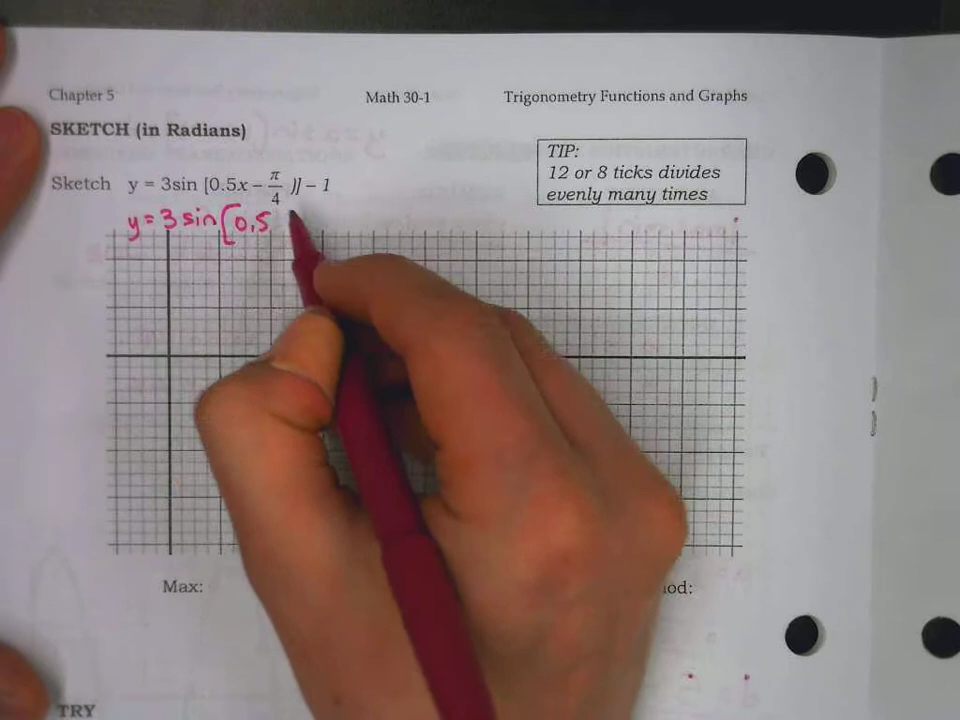 Chapter 5 Math 30-1 Trigonometry Functions and Graphs
SKETCH (in Radians)
TIP:
12 or 8 ticks divides
evenly many times
Sketch y = 3sin [0.5x − π/4 )] − 1
y = 3 sin [0.5
Max:
iod:
TRY